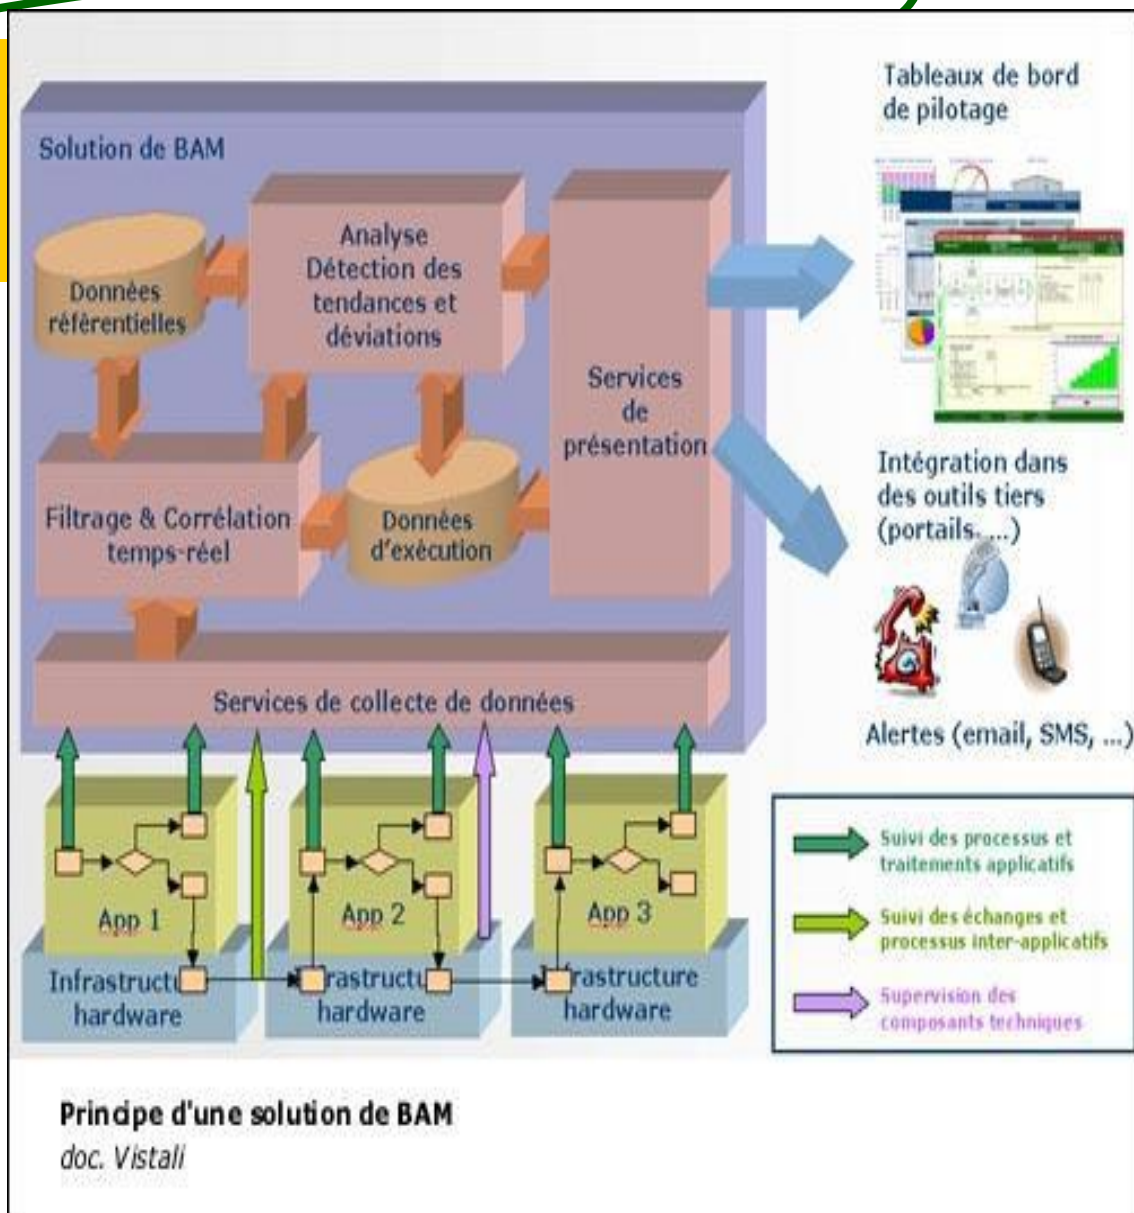 Tableaux de bord
de pilotage
Solution de BAM
Analyse
Détection des
tendances et
déviations
Données
référentielles
Services
de
présentation
Intégration dans
des outils tiers
(portails, ...)
Filtrage & Corrélation
temps-réel
Données
d'exécution
Services de collecte de données
Alertes (email, SMS, ...)
App 1
App 2
App 3
Infrastructu
hardware
frastructu
hardware
frastructure
hardware
Suivi des processus et
traitements applicatifs
Suivi des échanges et
processus inter-applicatifs
Supervision des
composants techniques
Principe d'une solution de BAM
doc. Vistali